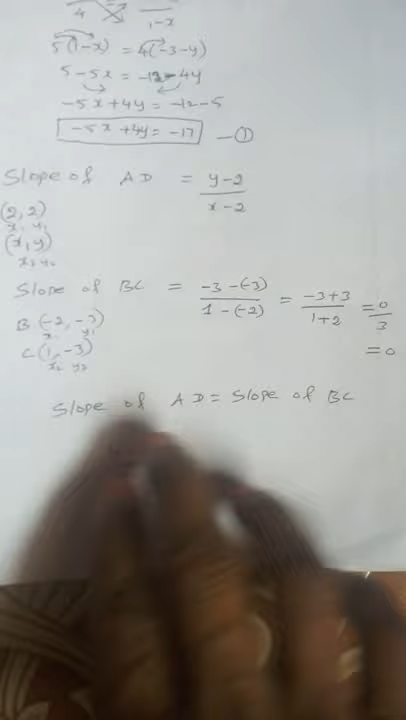 4 1-x
5(1-x) = 4(-3-y)
5-5x = -12-4y
-5x+4y = -12-5
-5x+4y = -17 —①
Slope of AD = y-2 / x-2
(2,2)
x₁ y₁
(x,y)
x₂ y₂
Slope of BC = -3-(-3) / 1-(-2) = -3+3 / 1+2 = 0/3
B(-2,-3)
x₁ y₁
= 0
C(1,-3)
x₂ y₂
Slope of AD = Slope of BC